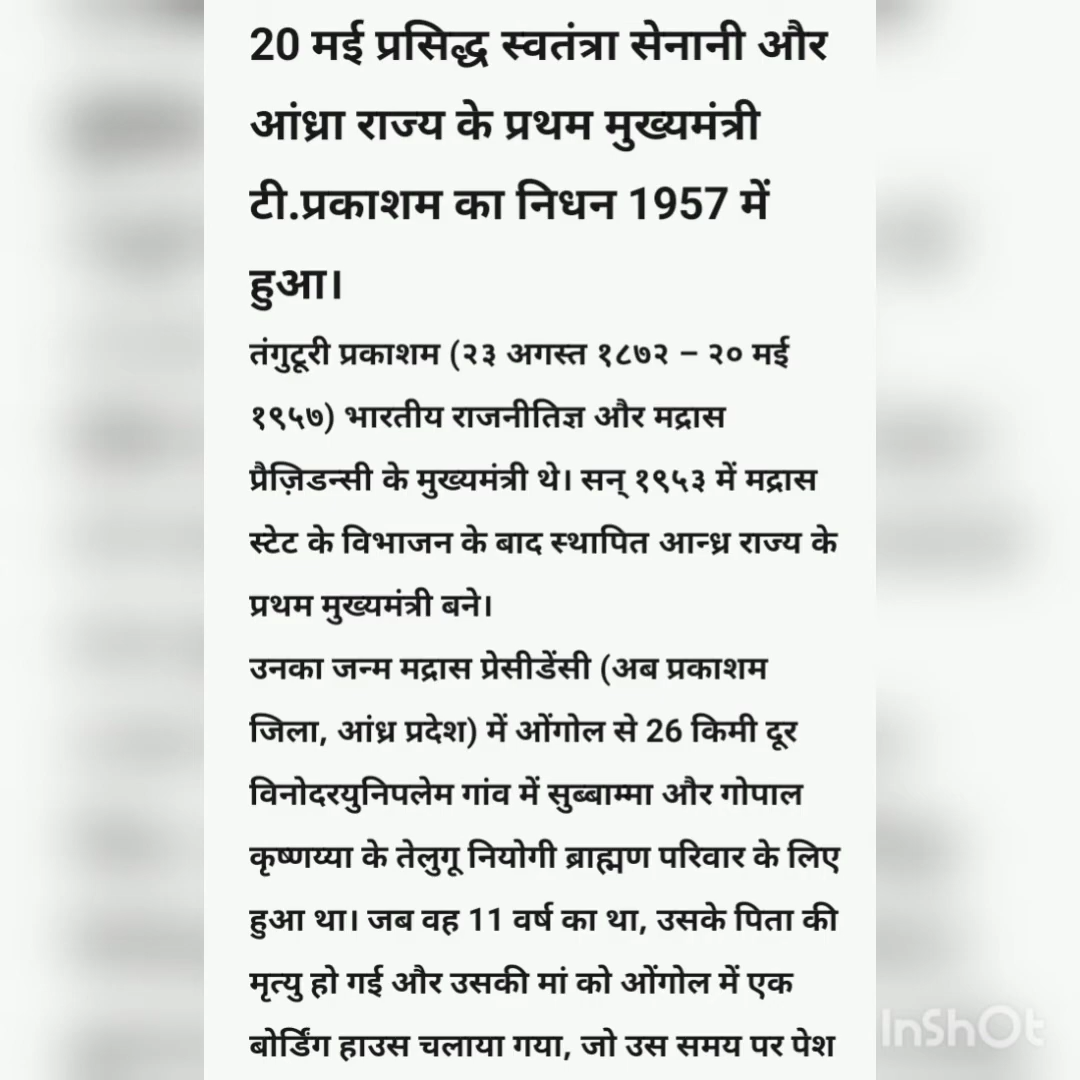 20 मई प्रसिद्ध स्वतंत्रा सेनानी और
आंध्रा राज्य के प्रथम मुख्यमंत्री
टी.प्रकाशम का निधन 1957 में
हुआ।
तंगुटूरी प्रकाशम (२३ अगस्त १८७२ – २० मई
१९५७) भारतीय राजनीतिज्ञ और मद्रास
प्रैज़िडन्सी के मुख्यमंत्री थे। सन् १९५३ में मद्रास
स्टेट के विभाजन के बाद स्थापित आन्ध्र राज्य के
प्रथम मुख्यमंत्री बने।
उनका जन्म मद्रास प्रेसीडेंसी (अब प्रकाशम
जिला, आंध्र प्रदेश) में ओंगोल से 26 किमी दूर
विनोदरयुनिपलेम गांव में सुब्बाम्मा और गोपाल
कृष्णय्या के तेलुगू नियोगी ब्राह्मण परिवार के लिए
हुआ था। जब वह 11 वर्ष का था, उसके पिता की
मृत्यु हो गई और उसकी मां को ओंगोल में एक
बोर्डिंग हाउस चलाया गया, जो उस समय पर पेश
InShOt